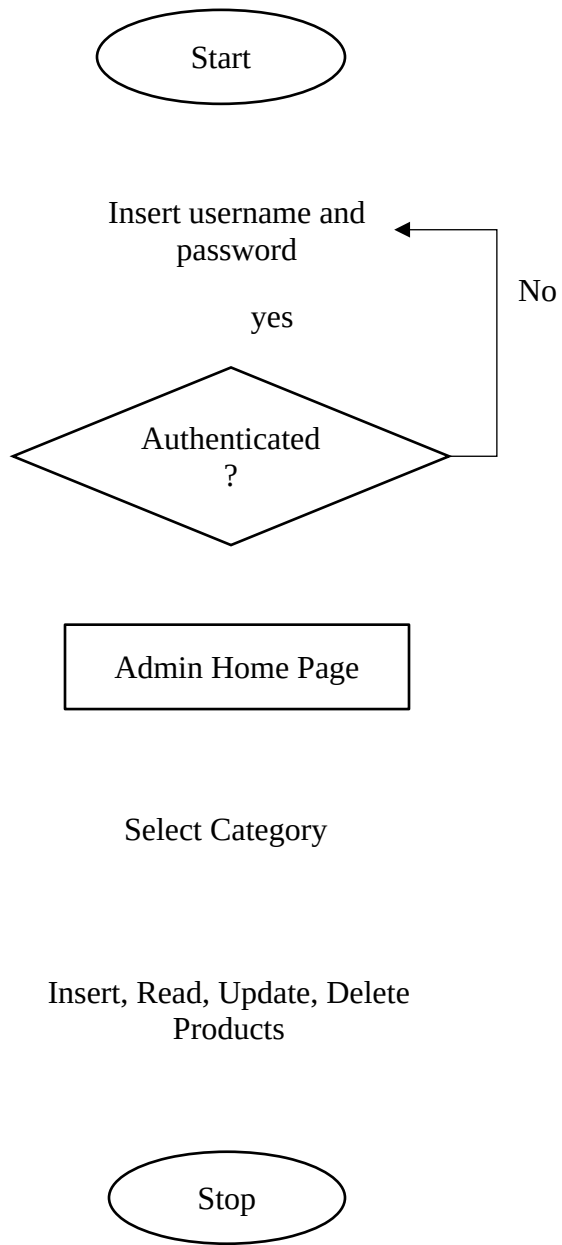 Start
Insert username and
password
No
yes
Authenticated
?
Admin Home Page
Select Category
Insert, Read, Update, Delete
Products
Stop